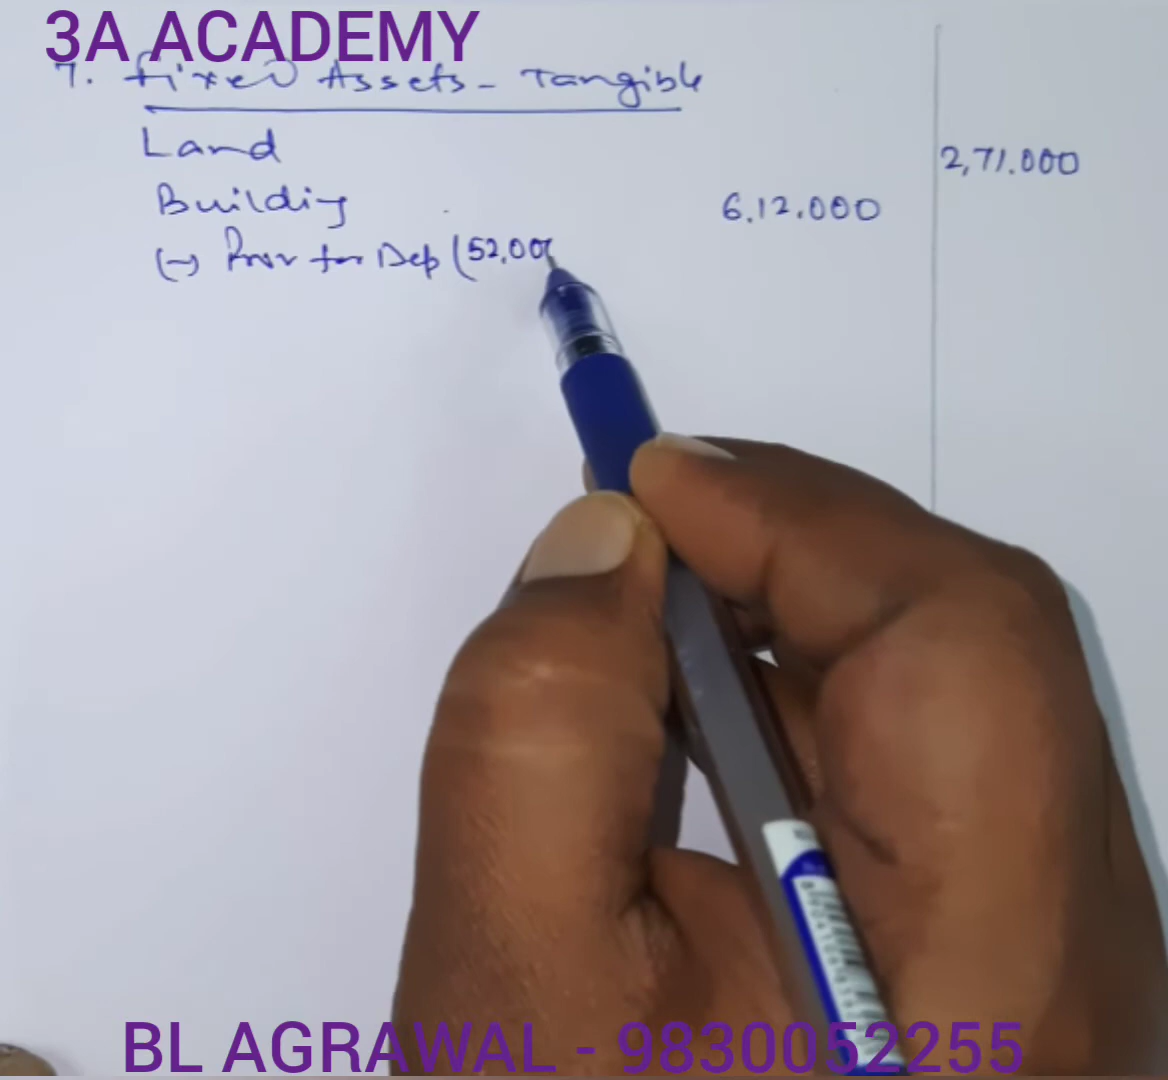 3A ACADEMY
7. Fixed Assets - Tangible
Land 2,71.000
Building 6.12.000
(-) Prov for Dep (52,000
BL AGRAWAL - 9830052255